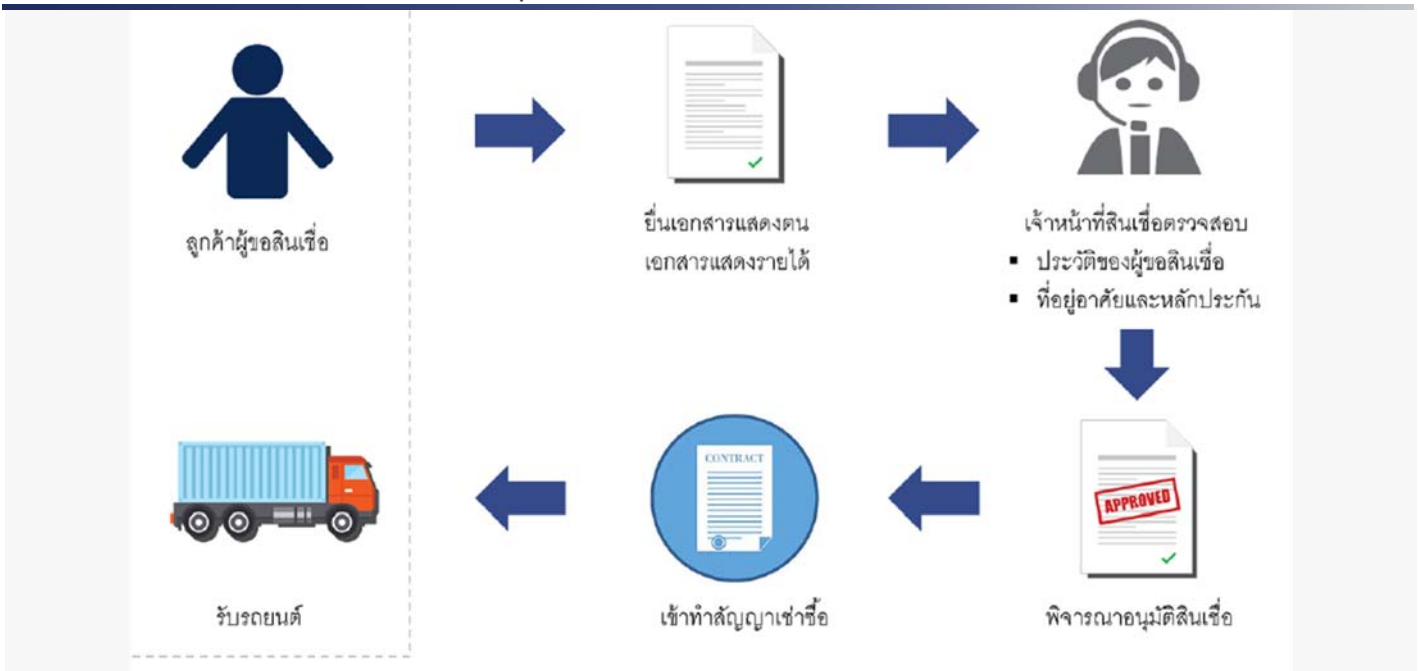 ลูกค้าผู้ขอสินเชื่อ
ยื่นเอกสารแสดงตน
เอกสารแสดงรายได้
เจ้าหน้าที่สินเชื่อตรวจสอบ
▪ ประวัติของผู้ขอสินเชื่อ
▪ ที่อยู่อาศัยและหลักประกัน
รับรถยนต์
CONTRACT
เข้าทำสัญญาเช่าซื้อ
APPROVED
พิจารณาอนุมัติสินเชื่อ